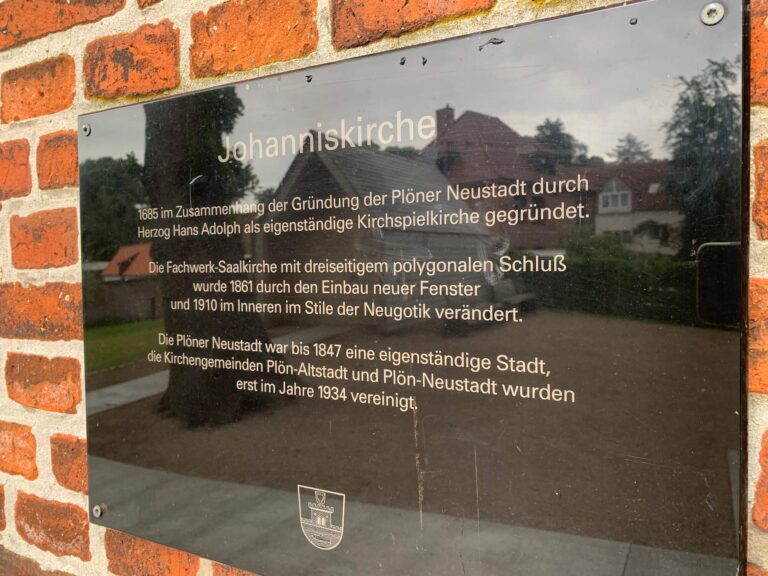 Johanniskirche
1685 im Zusammenhang der Gründung der Plöner Neustadt durch
Herzog Hans Adolph als eigenständige Kirchspielkirche gegründet.
Die Fachwerk-Saalkirche mit dreiseitigem polygonalen Schluß
wurde 1861 durch den Einbau neuer Fenster
und 1910 im Inneren im Stile der Neugotik verändert.
Die Plöner Neustadt war bis 1847 eine eigenständige Stadt,
die Kirchengemeinden Plön-Altstadt und Plön-Neustadt wurden
erst im Jahre 1934 vereinigt.